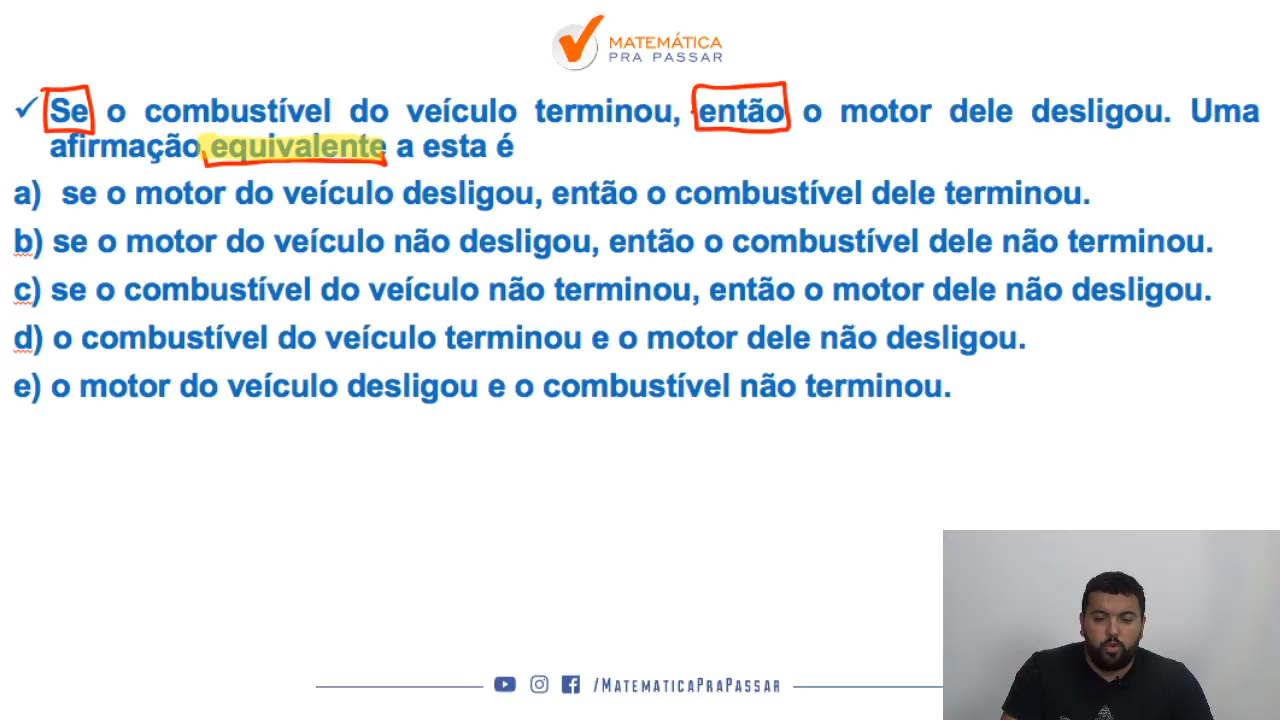 MATEMÁTICA
PRA PASSAR
✓ Se o combustível do veículo terminou, então o motor dele desligou. Uma
afirmação equivalente a esta é
a) se o motor do veículo desligou, então o combustível dele terminou.
b) se o motor do veículo não desligou, então o combustível dele não terminou.
c) se o combustível do veículo não terminou, então o motor dele não desligou.
d) o combustível do veículo terminou e o motor dele não desligou.
e) o motor do veículo desligou e o combustível não terminou.
/MATEMATICAPRAPASSAR